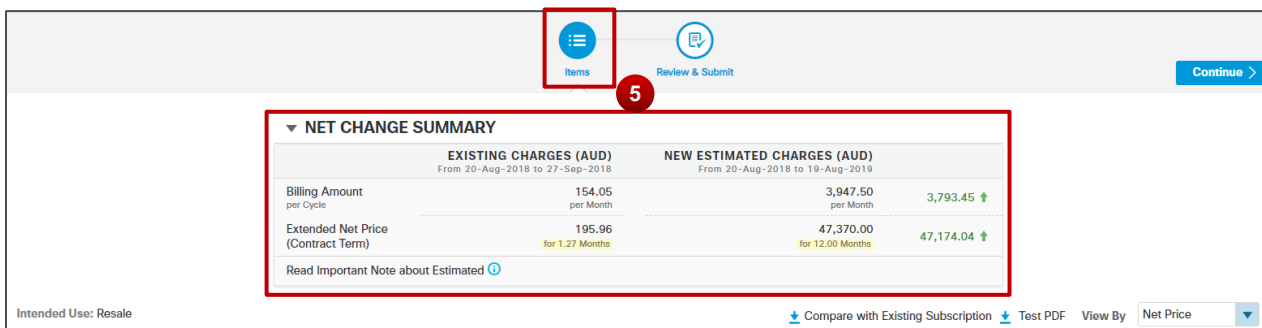 Items
Review & Submit
Continue >
5
NET CHANGE SUMMARY
EXISTING CHARGES (AUD) NEW ESTIMATED CHARGES (AUD)
From 20-Aug-2018 to 27-Sep-2018 From 20-Aug-2018 to 19-Aug-2019
Billing Amount 154.05 3,947.50 3,793.45
per Cycle per Month per Month
Extended Net Price 195.96 47,370.00 47,174.04
(Contract Term) for 1.27 Months for 12.00 Months
Read Important Note about Estimated
Intended Use: Resale Compare with Existing Subscription Test PDF View By Net Price